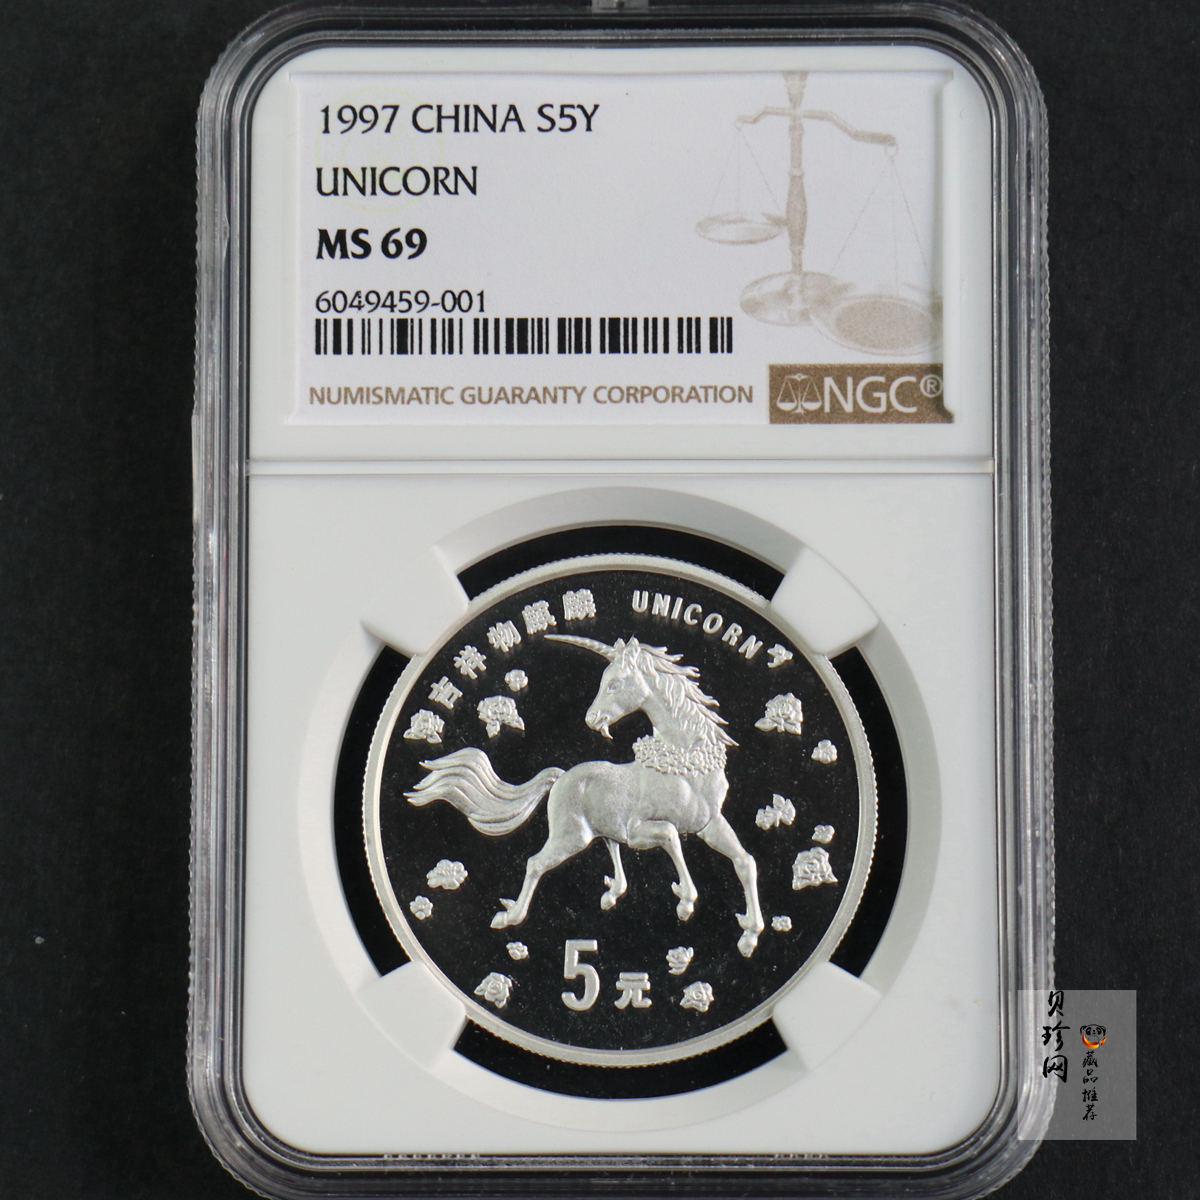 1997 CHINA S5Y
UNICORN
MS 69
6049459-001
NUMISMATIC GUARANTY CORPORATION
NGC®
吉祥物麒麟 UNICORN
5元
贝珍网
藏品推荐